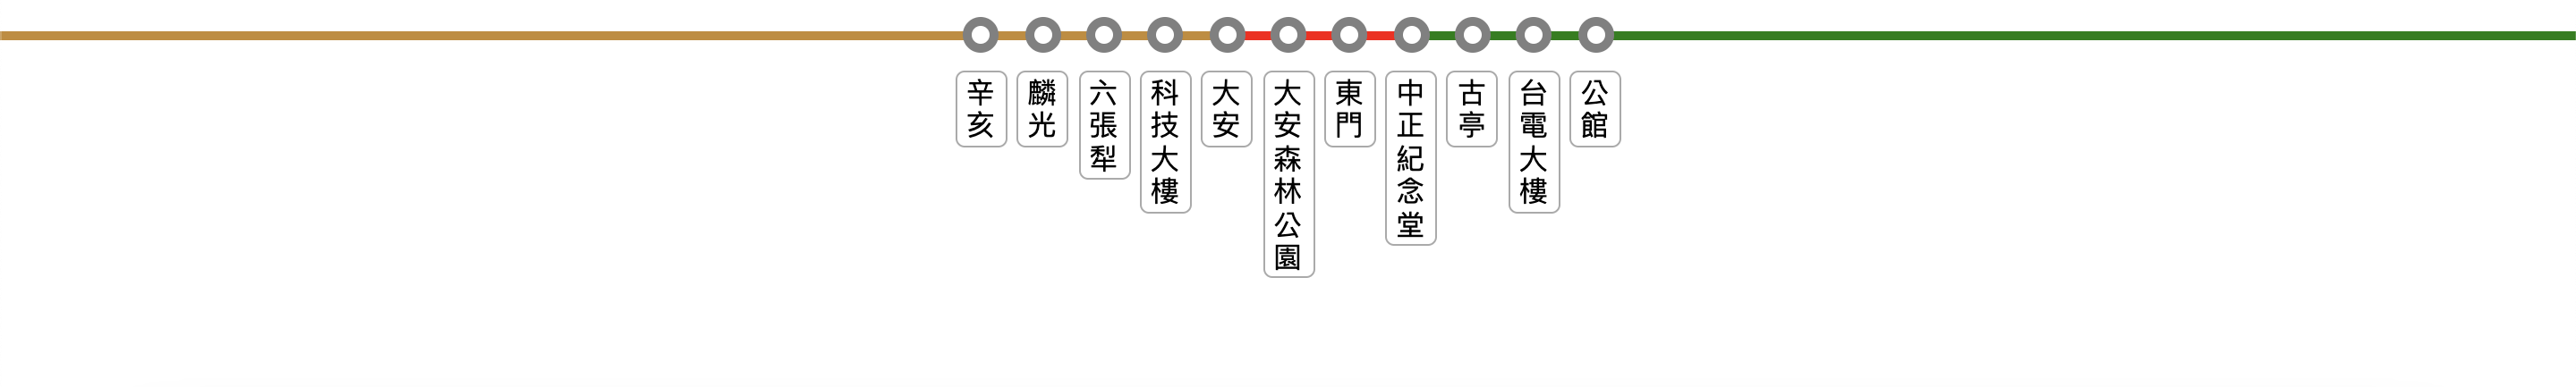 辛亥
麟光
六張犁
科技大樓
大安
大安森林公園
東門
中正紀念堂
古亭
台電大樓
公館